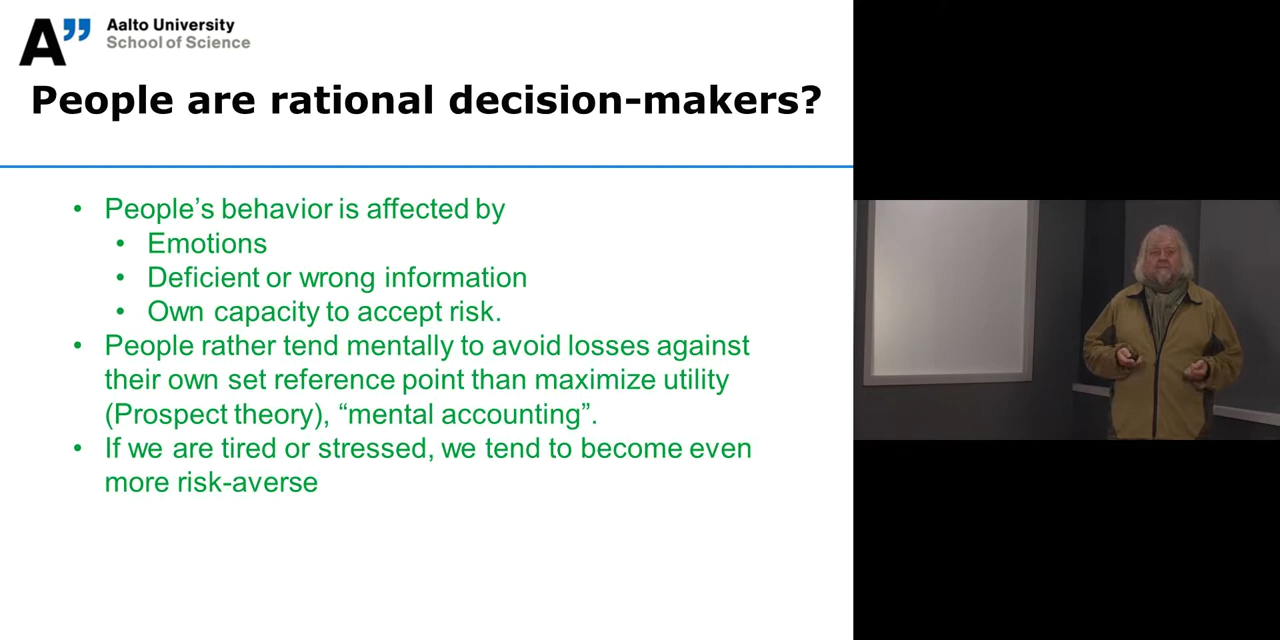 A”
Aalto University
School of Science
People are rational decision-makers?
• People’s behavior is affected by
• Emotions
• Deficient or wrong information
• Own capacity to accept risk.
• People rather tend mentally to avoid losses against
their own set reference point than maximize utility
(Prospect theory), “mental accounting”.
• If we are tired or stressed, we tend to become even
more risk-averse